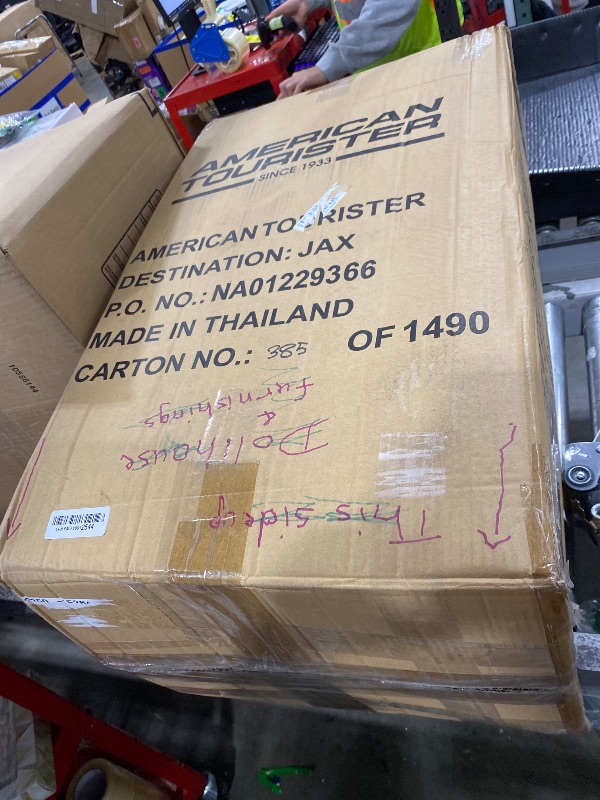 AMERICAN
TOURISTER
SINCE 1933
AMERICAN TOURISTER
DESTINATION: JAX
P.O. NO.: NA01229366
MADE IN THAILAND
CARTON NO.: 385 OF 1490
This side up
Dollhouse
&
furnishings
10586144